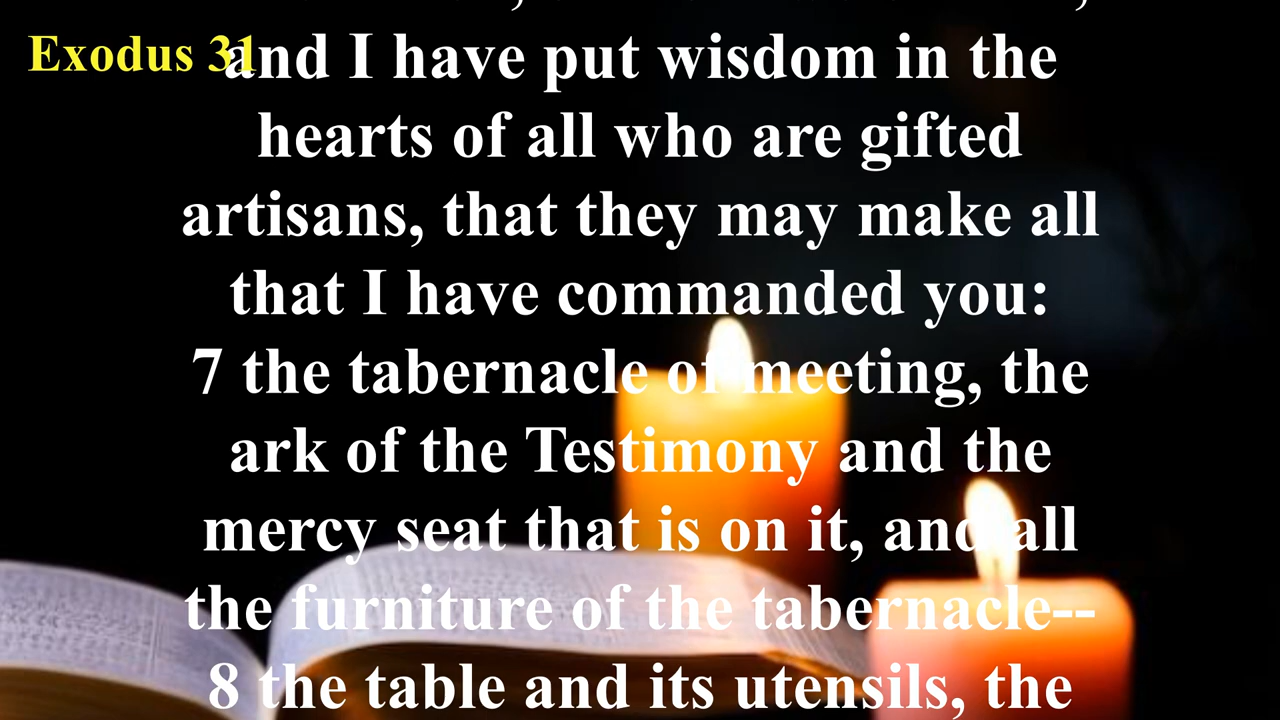 Exodus 31
and I have put wisdom in the
hearts of all who are gifted
artisans, that they may make all
that I have commanded you:
7 the tabernacle of meeting, the
ark of the Testimony and the
mercy seat that is on it, and all
the furniture of the tabernacle--
8 the table and its utensils, the